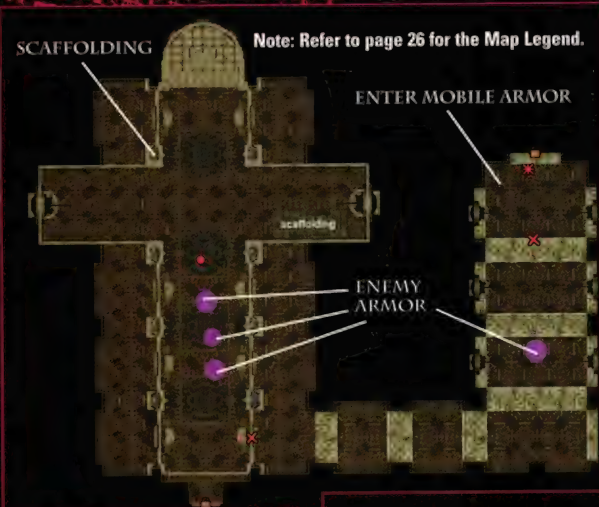 Note: Refer to page 26 for the Map Legend.
SCAFFOLDING
ENTER MOBILE ARMOR
scaffolding
ENEMY
ARMOR